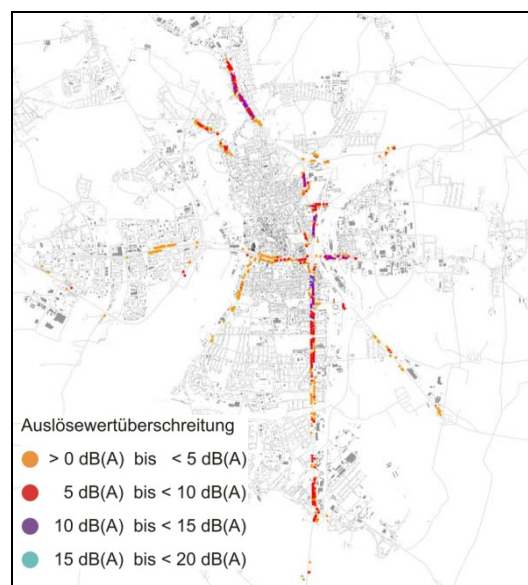 Auslösewertüberschreitung
> 0 dB(A) bis < 5 dB(A)
5 dB(A) bis < 10 dB(A)
10 dB(A) bis < 15 dB(A)
15 dB(A) bis < 20 dB(A)